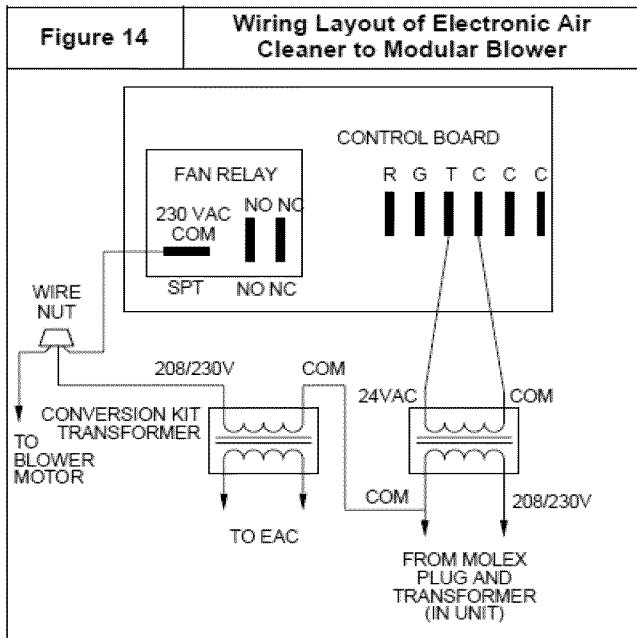 Figure 14
Wiring Layout of Electronic Air
Cleaner to Modular Blower
CONTROL BOARD
R G T C C C
FAN RELAY
NO NC
230 VAC
COM
SPT
NO NC
WIRE
NUT
208/230V
COM
24VAC
COM
CONVERSION KIT
TRANSFORMER
TO
BLOWER
MOTOR
COM
208/230V
TO EAC
FROM MOLEX
PLUG AND
TRANSFORMER
(IN UNIT)